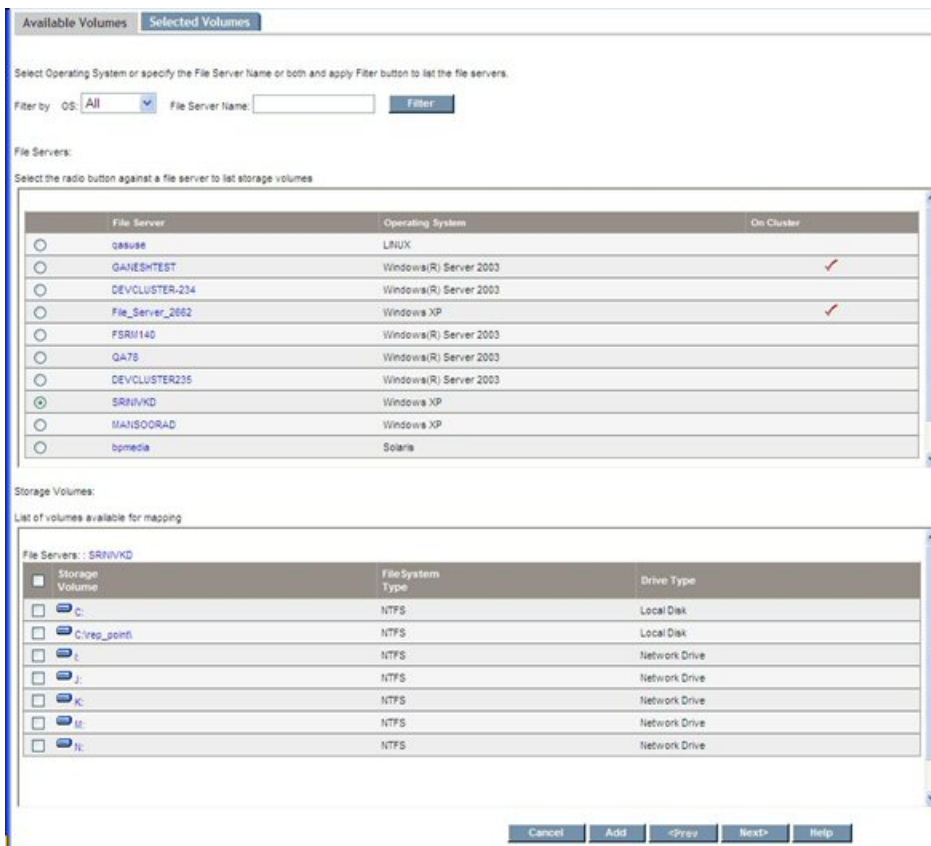 Available Volumes Selected Volumes
Select Operating System or specify the File Server Name or both and apply Filter button to list the file servers.
Filter by OS: All File Server Name: Filter
File Servers:
Select the radio button against a file server to list storage volumes
File Server Operating System On Cluster
qasuse LINUX
GANESHTEST Windows(R) Server 2003
DEVCLUSTER-234 Windows(R) Server 2003
File_Server_2662 Windows XP
FSRM140 Windows(R) Server 2003
QA78 Windows(R) Server 2003
DEVCLUSTER235 Windows(R) Server 2003
SRINIVKD Windows XP
MANSOORAD Windows XP
bpmedia Solaris
Storage Volumes:
List of volumes available for mapping
File Servers: : SRINIVKD
Storage Volume FileSystem Type Drive Type
C: NTFS Local Disk
C:\rep_point\ NTFS Local Disk
I: NTFS Network Drive
J: NTFS Network Drive
K: NTFS Network Drive
M: NTFS Network Drive
N: NTFS Network Drive
Cancel Add <Prev Next> Help